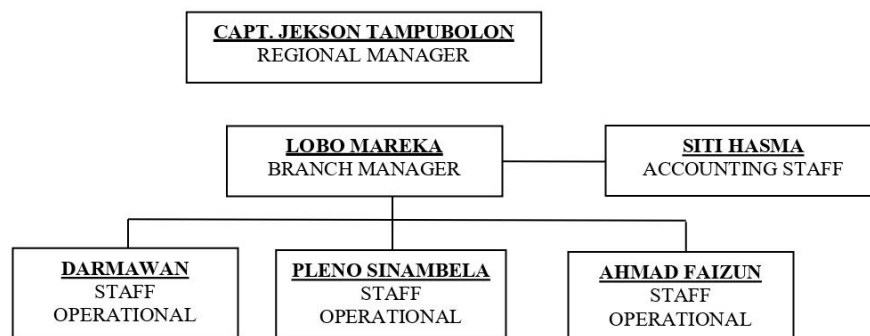 CAPT. JEKSON TAMPUBOLON
REGIONAL MANAGER
LOBO MAREKA
BRANCH MANAGER
SITI HASMA
ACCOUNTING STAFF
DARMAWAN
STAFF
OPERATIONAL
PLENO SINAMBELA
STAFF
OPERATIONAL
AHMAD FAIZUN
STAFF
OPERATIONAL